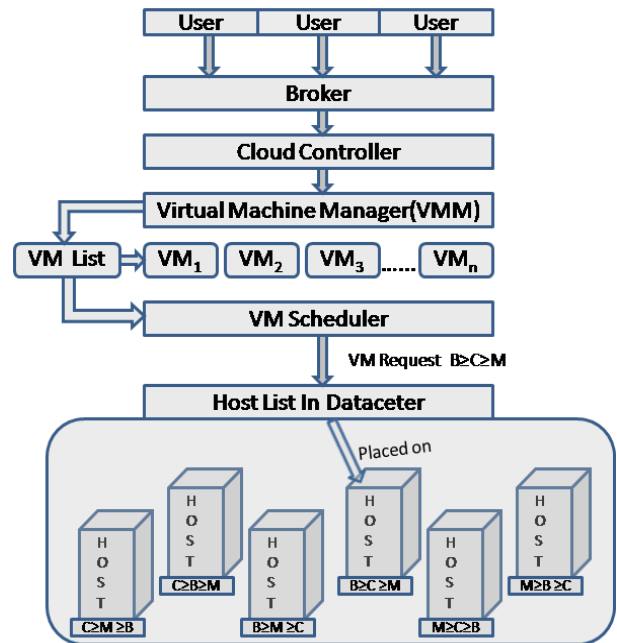 User User User
Broker
Cloud Controller
Virtual Machine Manager(VMM)
VM List VM1 VM2 VM3 ...... VMn
VM Scheduler
VM Request B≥C≥M
Host List In Dataceter
Placed on
HOST HOST HOST HOST HOST HOST
C≥B≥M B≥C ≥M M≥B ≥C
C≥M ≥B B≥M ≥C M≥C≥B